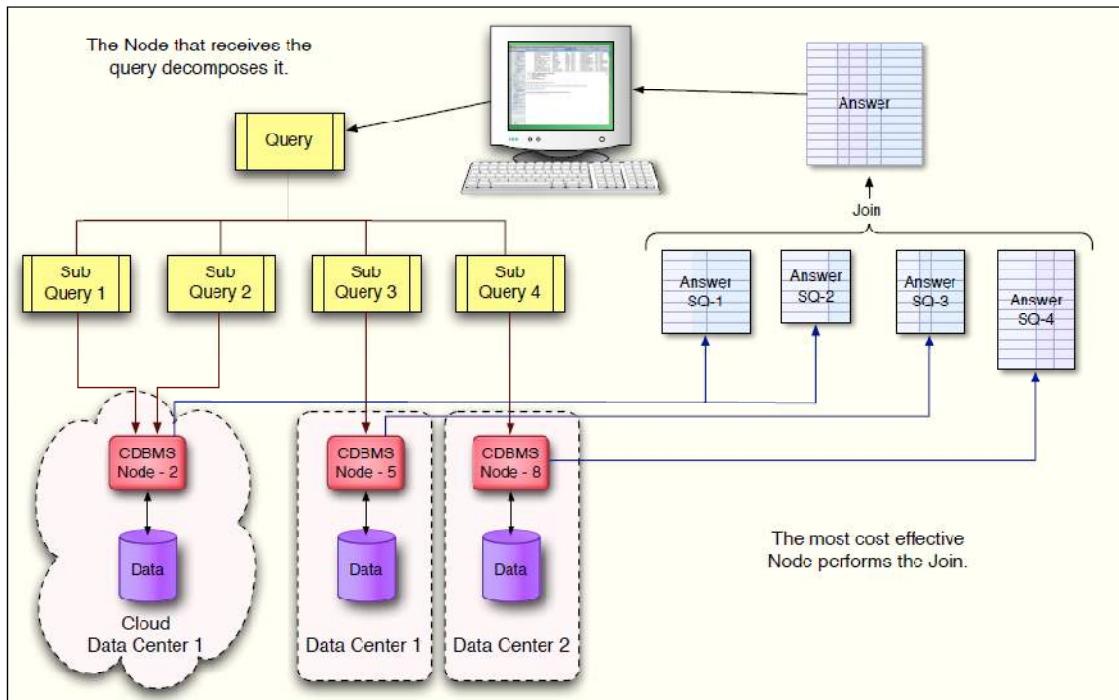 The Node that receives the
query decomposes it.
Query
Answer
Join
Sub
Query 1
Sub
Query 2
Sub
Query 3
Sub
Query 4
Answer
SQ-1
Answer
SQ-2
Answer
SQ-3
Answer
SQ-4
CDBMS
Node - 2
CDBMS
Node - 5
CDBMS
Node - 8
Data
Data
Data
The most cost effective
Node performs the Join.
Cloud
Data Center 1
Data Center 1
Data Center 2